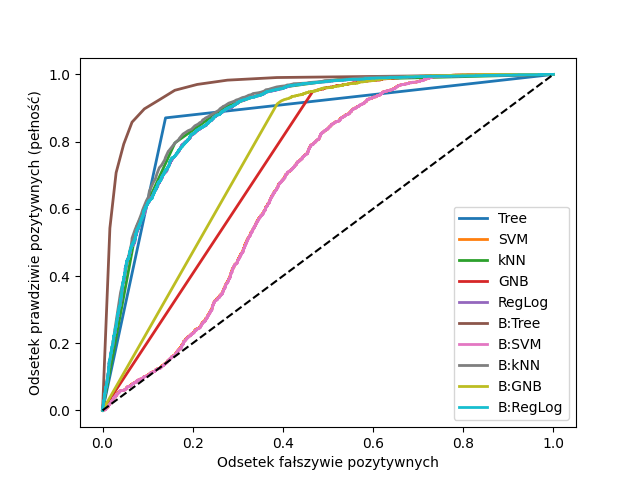 1.0
0.8
0.6
0.4
0.2
0.0
Odsetek prawdziwie pozytywnych (pełność)
Tree
SVM
kNN
GNB
RegLog
B:Tree
B:SVM
B:kNN
B:GNB
B:RegLog
0.0 0.2 0.4 0.6 0.8 1.0
Odsetek fałszywie pozytywnych